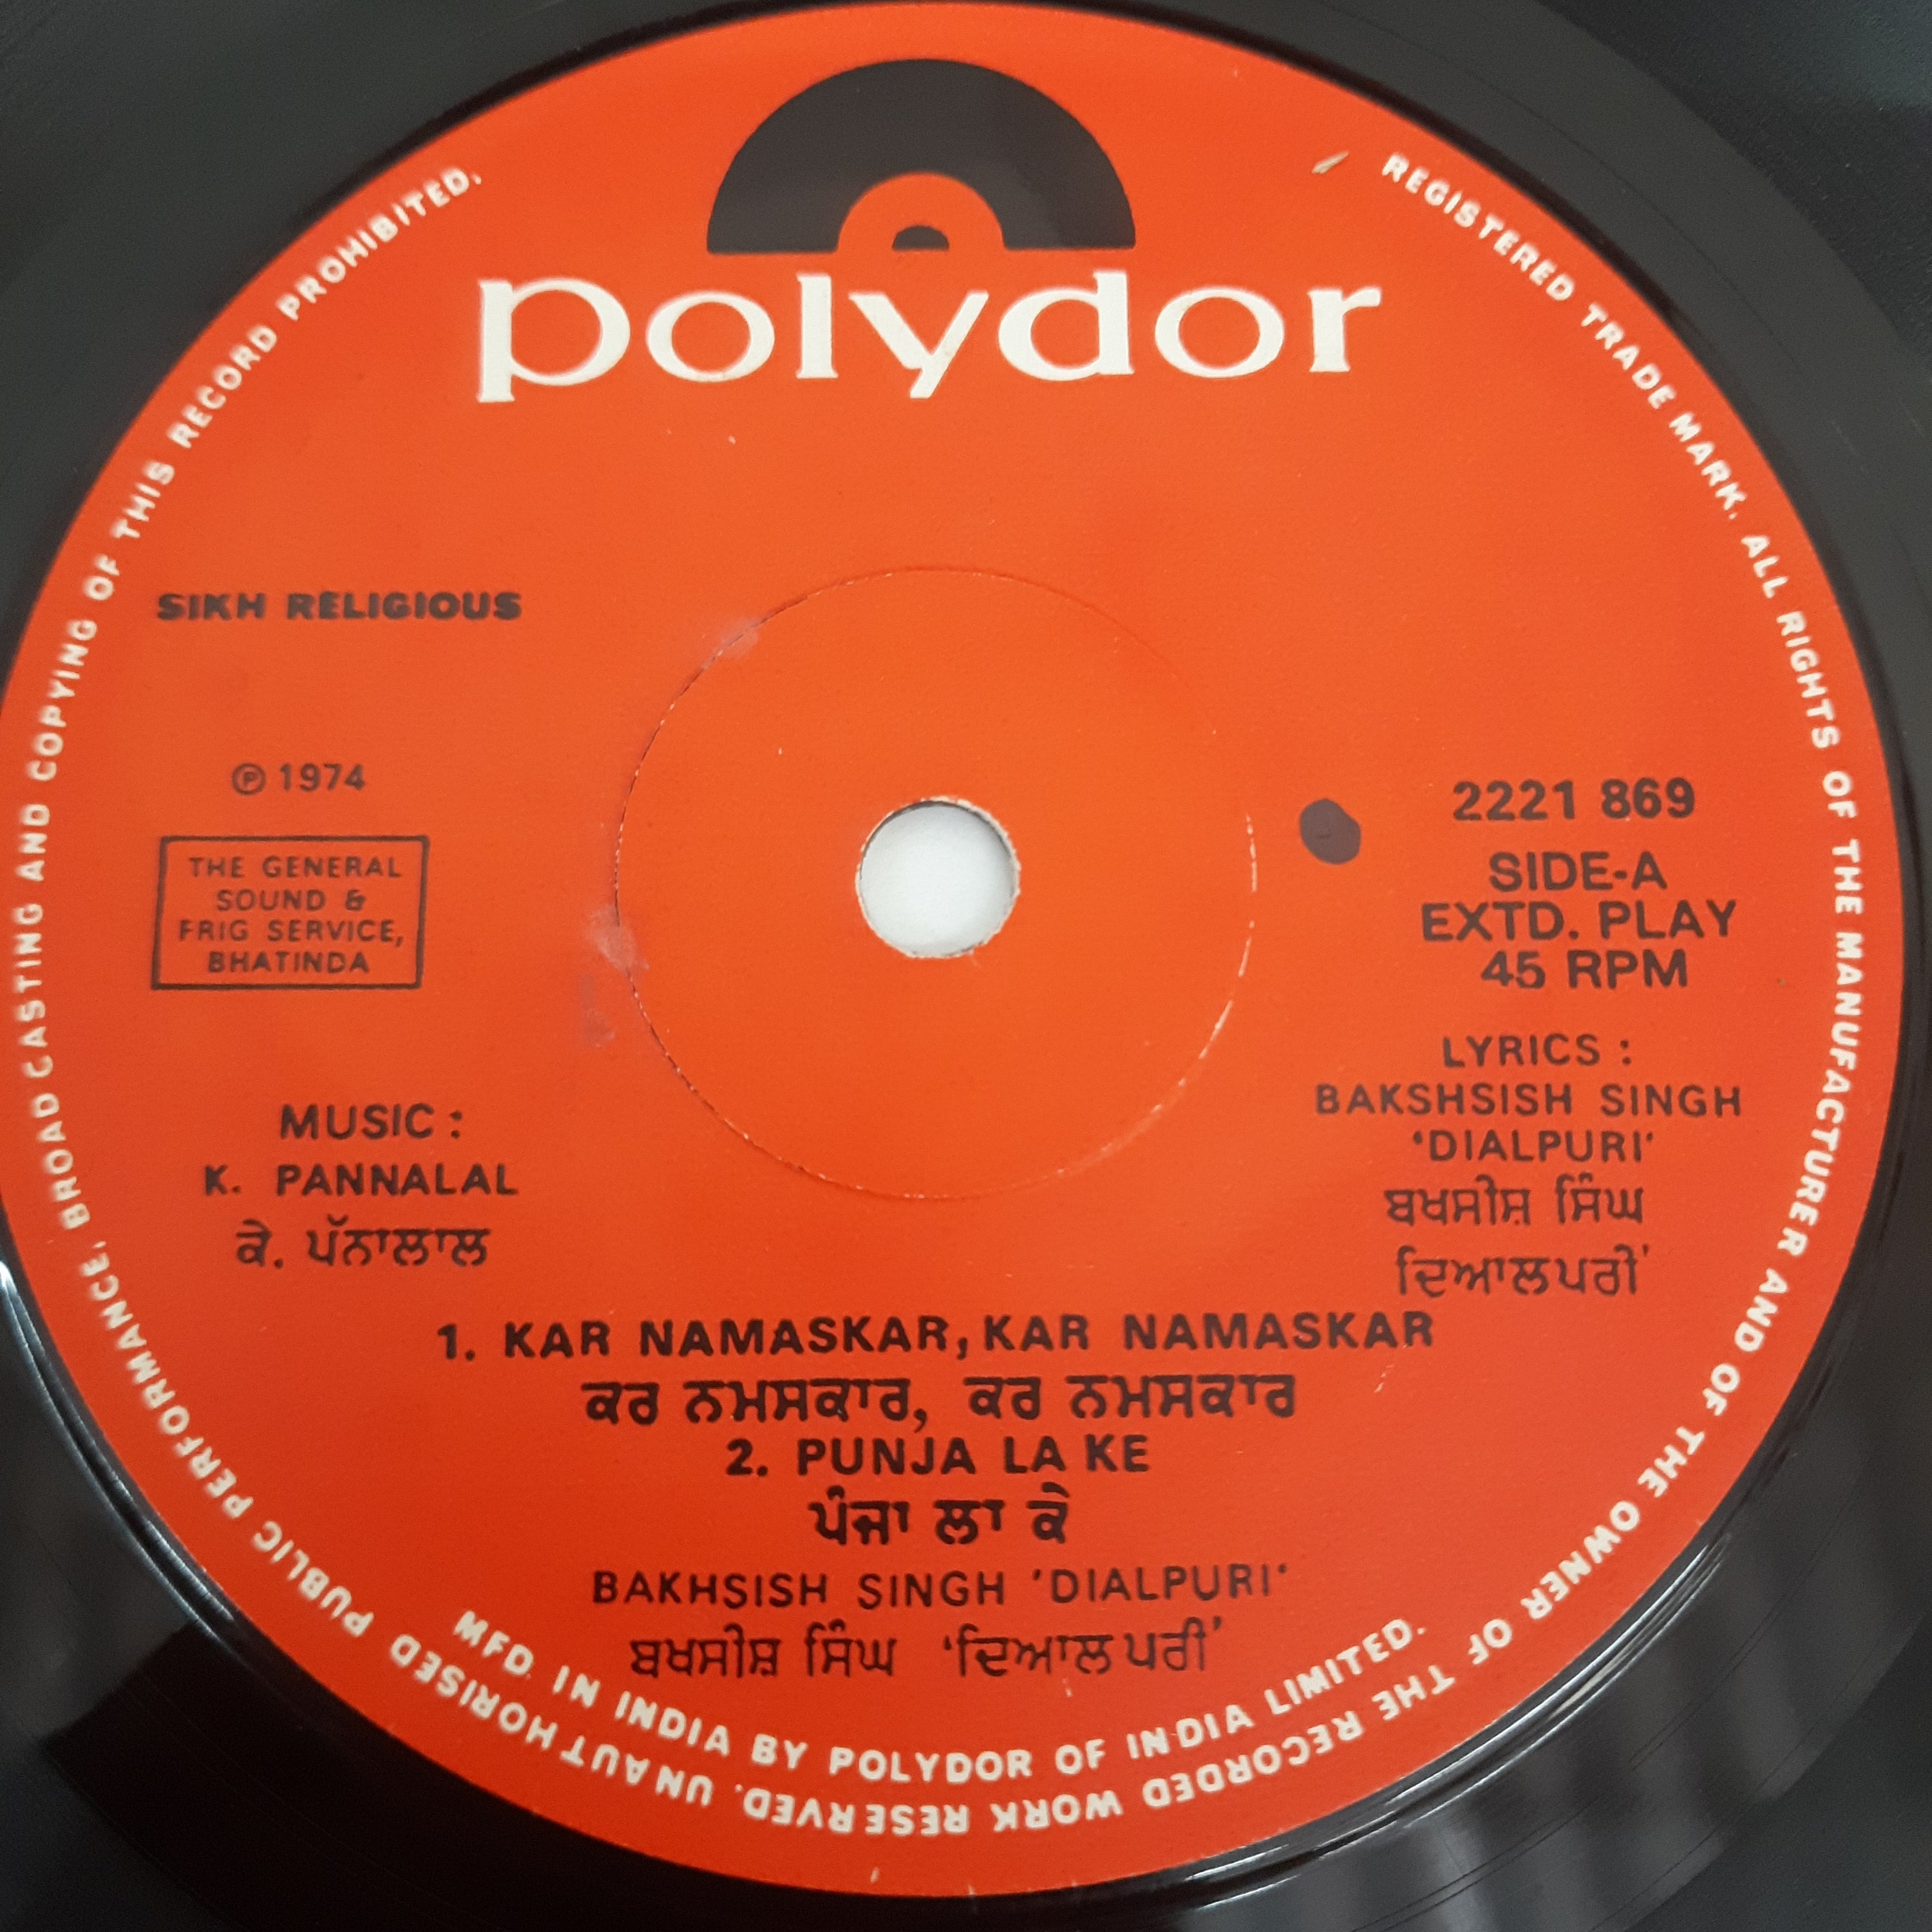 polydor
REGISTERED TRADE MARK. ALL RIGHTS OF THE MANUFACTURER AND OF THE OWNER OF THE RECORDED WORK RESERVED. UNAUTHORISED PUBLIC PERFORMANCE, BROADCASTING AND COPYING OF THIS RECORD PROHIBITED.
SIKH RELIGIOUS
℗ 1974
THE GENERAL
SOUND &
FRIG SERVICE,
BHATINDA
2221 869
SIDE-A
EXTD. PLAY
45 RPM
MUSIC :
K. PANNALAL
ਕੇ. ਪੱਨਾਲਾਲ
LYRICS :
BAKSHSISH SINGH
'DIALPURI'
ਬਖਸੀਸ਼ ਸਿੰਘ
ਦਿਆਲਪਰੀ'
1. KAR NAMASKAR, KAR NAMASKAR
ਕਰ ਨਮਸਕਾਰ, ਕਰ ਨਮਸਕਾਰ
2. PUNJA LA KE
ਪੰਜਾ ਲਾ ਕੇ
BAKHSISH SINGH 'DIALPURI'
ਬਖਸੀਸ਼ ਸਿੰਘ 'ਦਿਆਲਪਰੀ'
MFD. IN INDIA BY POLYDOR OF INDIA LIMITED.